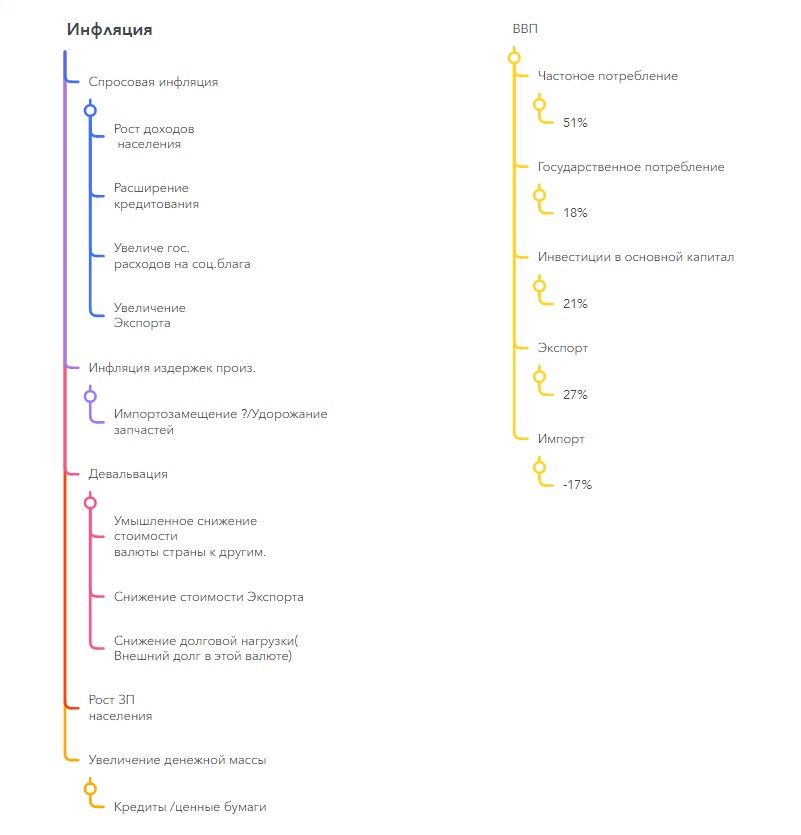 Инфляция
Спросовая инфляция
Рост доходов
населения
Расширение
кредитования
Увеличе гос.
расходов на соц.блага
Увеличение
Экспорта
Инфляция издержек произ.
Импортозамещение ?/Удорожание
запчастей
Девальвация
Умышленное снижение
стоимости
валюты страны к другим.
Снижение стоимости Экспорта
Снижение долговой нагрузки(
Внешний долг в этой валюте)
Рост ЗП
населения
Увеличение денежной массы
Кредиты /ценные бумаги
ВВП
Частоное потребление
51%
Государственное потребление
18%
Инвестиции в основной капитал
21%
Экспорт
27%
Импорт
-17%